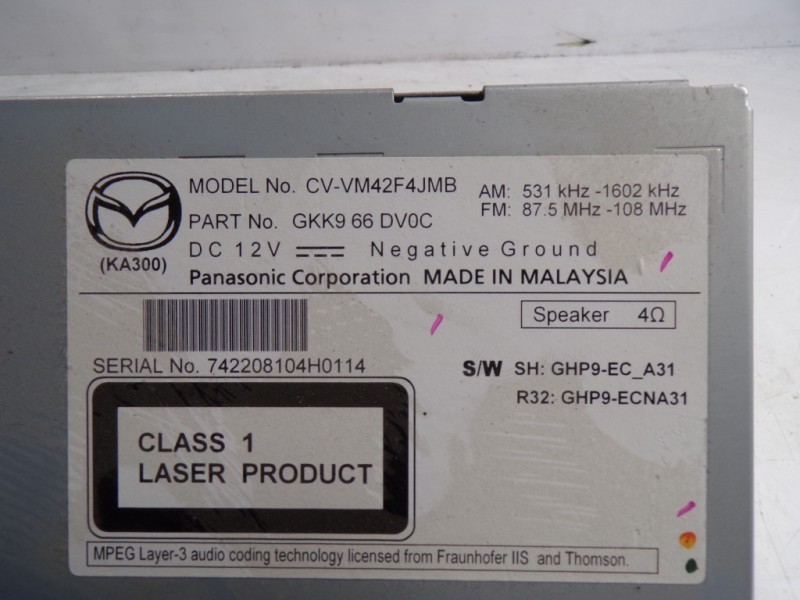 MODEL No. CV-VM42F4JMB
AM: 531 kHz -1602 kHz
PART No. GKK9 66 DV0C
FM: 87.5 MHz -108 MHz
(KA300)
DC 12V Negative Ground
Panasonic Corporation MADE IN MALAYSIA
Speaker 4Ω
SERIAL No. 742208104H0114
S/W SH: GHP9-EC_A31
R32: GHP9-ECNA31
CLASS 1
LASER PRODUCT
MPEG Layer-3 audio coding technology licensed from Fraunhofer IIS and Thomson.